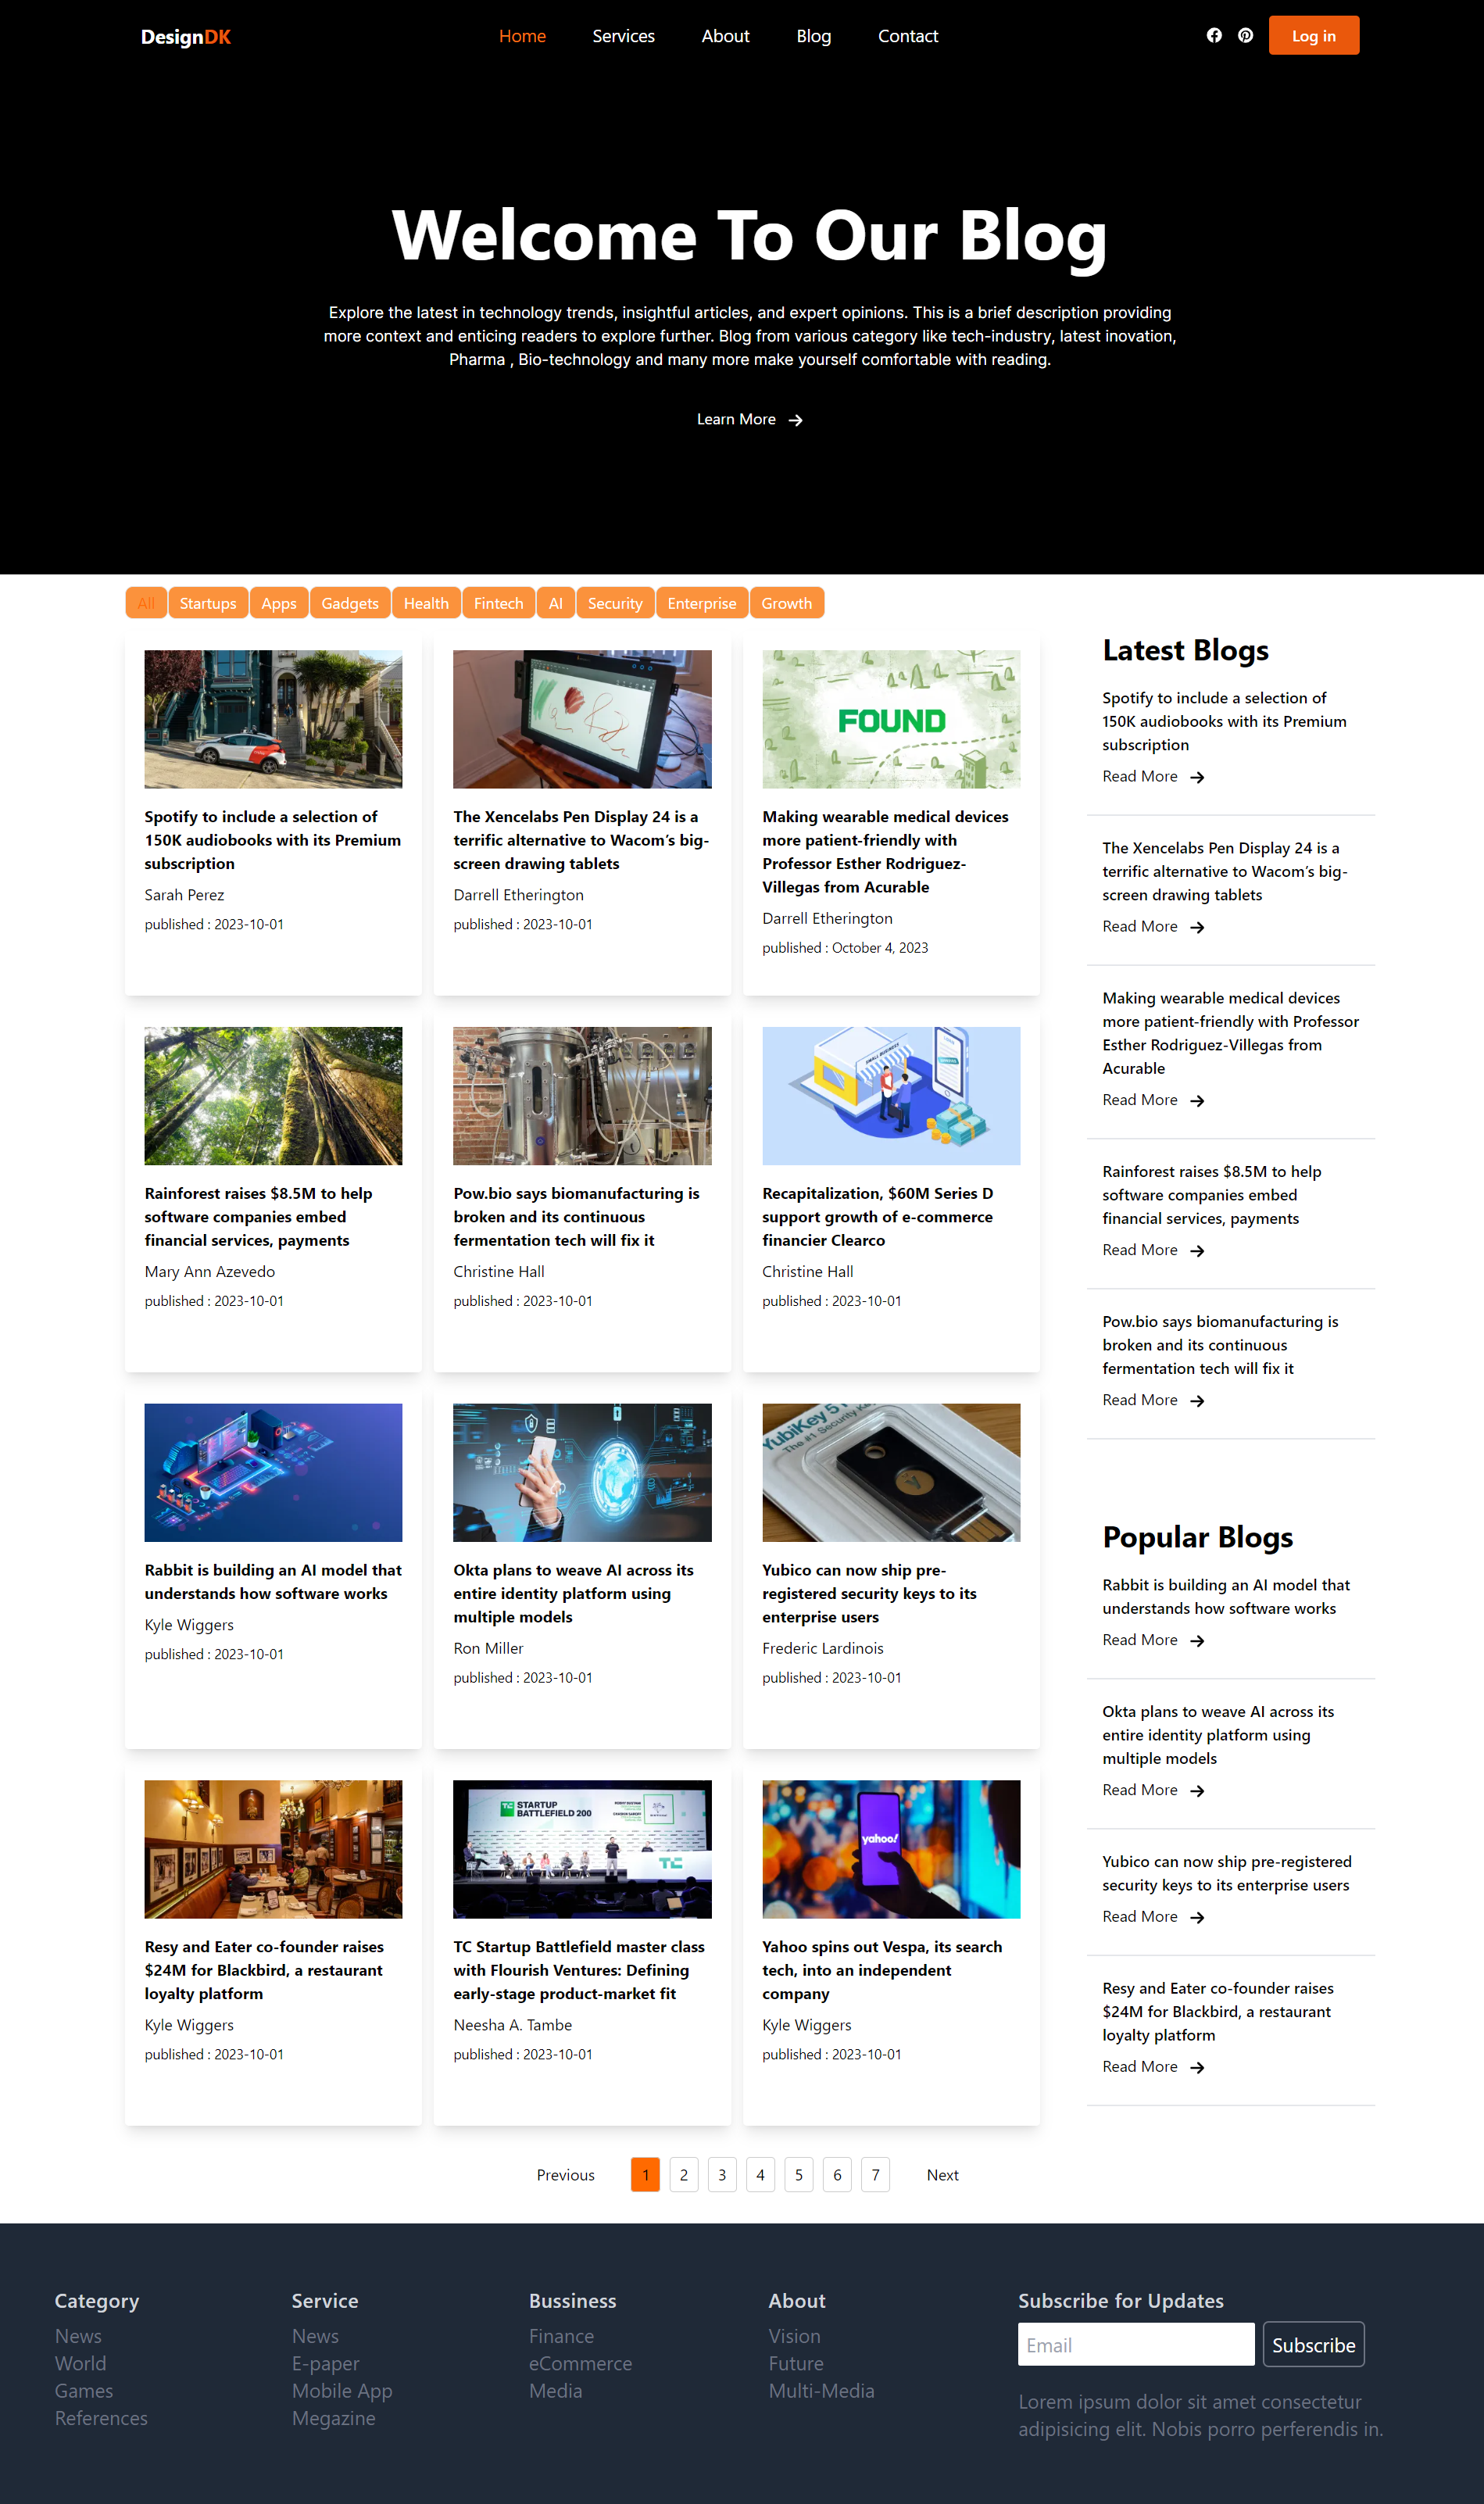 DesignDK
Home
Services
About
Blog
Contact
Log in
Welcome To Our Blog
Explore the latest in technology trends, insightful articles, and expert opinions. This is a brief description providing
more context and enticing readers to explore further. Blog from various category like tech-industry, latest inovation,
Pharma , Bio-technology and many more make yourself comfortable with reading.
Learn More
All
Startups
Apps
Gadgets
Health
Fintech
AI
Security
Enterprise
Growth
FOUND
Spotify to include a selection of
150K audiobooks with its Premium
subscription
Sarah Perez
published : 2023-10-01
The Xencelabs Pen Display 24 is a
terrific alternative to Wacom’s big-
screen drawing tablets
Darrell Etherington
published : 2023-10-01
Making wearable medical devices
more patient-friendly with
Professor Esther Rodriguez-
Villegas from Acurable
Darrell Etherington
published : October 4, 2023
SMALL BUSINESS
Rainforest raises $8.5M to help
software companies embed
financial services, payments
Mary Ann Azevedo
published : 2023-10-01
Pow.bio says biomanufacturing is
broken and its continuous
fermentation tech will fix it
Christine Hall
published : 2023-10-01
Recapitalization, $60M Series D
support growth of e-commerce
financier Clearco
Christine Hall
published : 2023-10-01
YubiKey 5
The #1 Security
Rabbit is building an AI model that
understands how software works
Kyle Wiggers
published : 2023-10-01
Okta plans to weave AI across its
entire identity platform using
multiple models
Ron Miller
published : 2023-10-01
Yubico can now ship pre-
registered security keys to its
enterprise users
Frederic Lardinois
published : 2023-10-01
TC STARTUP
BATTLEFIELD 200
TC
yahoo!
Resy and Eater co-founder raises
$24M for Blackbird, a restaurant
loyalty platform
Kyle Wiggers
published : 2023-10-01
TC Startup Battlefield master class
with Flourish Ventures: Defining
early-stage product-market fit
Neesha A. Tambe
published : 2023-10-01
Yahoo spins out Vespa, its search
tech, into an independent
company
Kyle Wiggers
published : 2023-10-01
Latest Blogs
Spotify to include a selection of
150K audiobooks with its Premium
subscription
Read More
The Xencelabs Pen Display 24 is a
terrific alternative to Wacom’s big-
screen drawing tablets
Read More
Making wearable medical devices
more patient-friendly with Professor
Esther Rodriguez-Villegas from
Acurable
Read More
Rainforest raises $8.5M to help
software companies embed
financial services, payments
Read More
Pow.bio says biomanufacturing is
broken and its continuous
fermentation tech will fix it
Read More
Popular Blogs
Rabbit is building an AI model that
understands how software works
Read More
Okta plans to weave AI across its
entire identity platform using
multiple models
Read More
Yubico can now ship pre-registered
security keys to its enterprise users
Read More
Resy and Eater co-founder raises
$24M for Blackbird, a restaurant
loyalty platform
Read More
Previous
1
2
3
4
5
6
7
Next
Category
News
World
Games
References
Service
News
E-paper
Mobile App
Megazine
Bussiness
Finance
eCommerce
Media
About
Vision
Future
Multi-Media
Subscribe for Updates
Email
Subscribe
Lorem ipsum dolor sit amet consectetur
adipisicing elit. Nobis porro perferendis in.